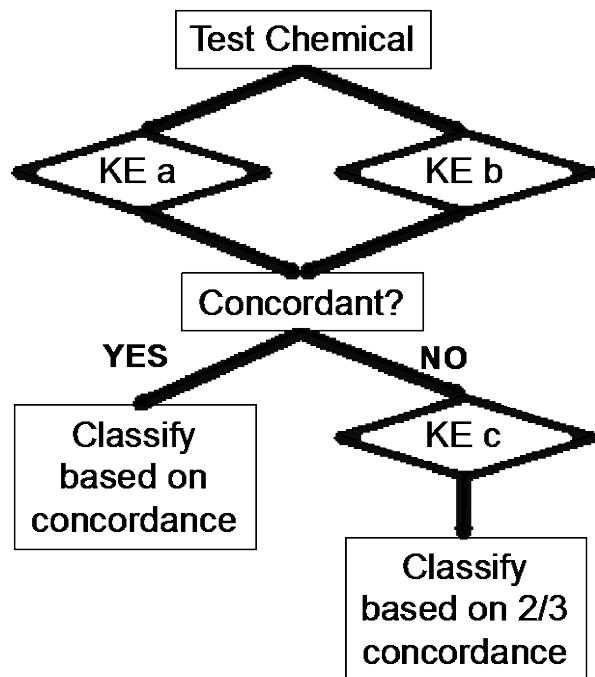 Test Chemical
KE a
KE b
Concordant?
YES
NO
Classify
based on
concordance
KE c
Classify
based on 2/3
concordance